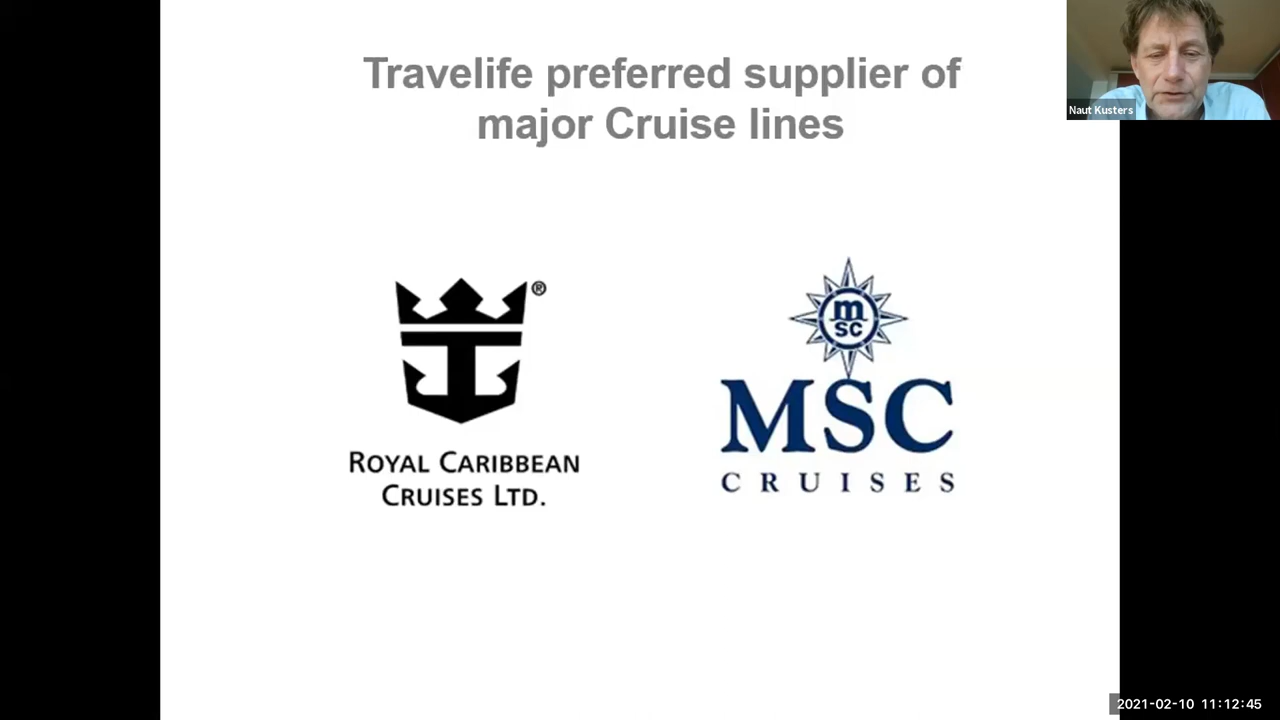 Travelife preferred supplier of
major Cruise lines
Naut Kusters
®
ROYAL CARIBBEAN
CRUISES LTD.
m
SC
MSC
CRUISES
2021-02-10 11:12:45